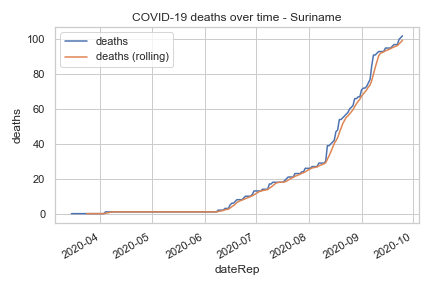 COVID-19 deaths over time - Suriname
deaths
deaths (rolling)
deaths
100
80
60
40
20
0
2020-04
2020-05
2020-06
2020-07
2020-08
2020-09
2020-10
dateRep